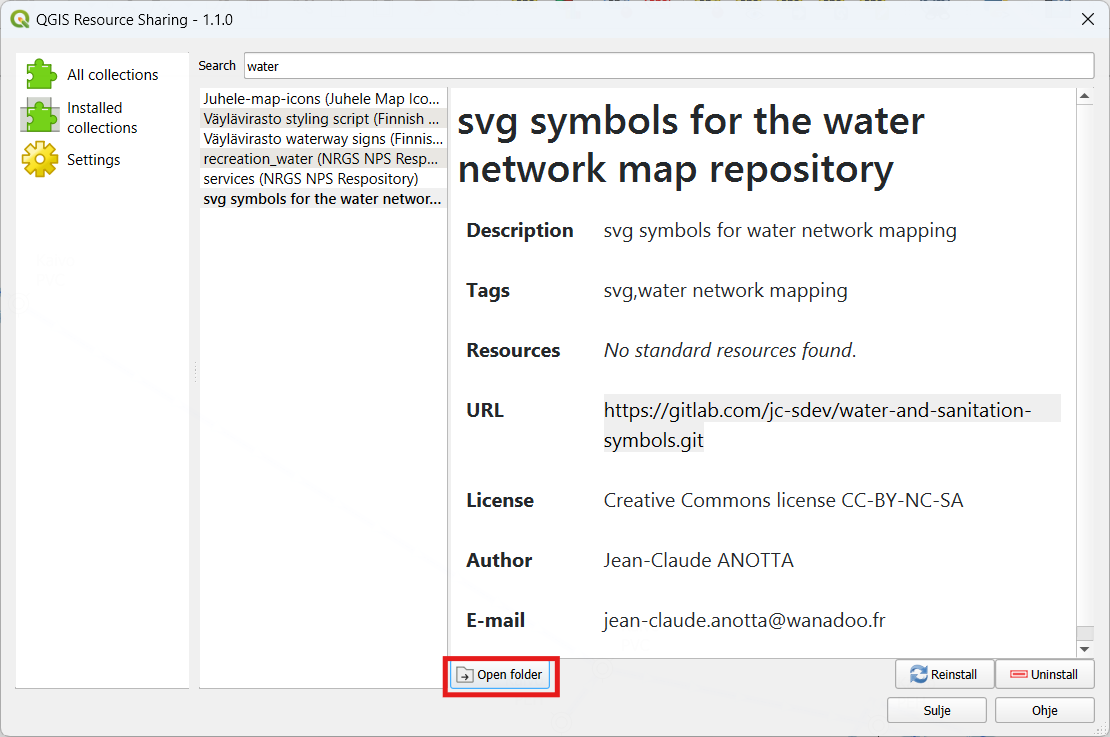 QGIS Resource Sharing - 1.1.0
All collections
Installed
collections
Settings
Search water
Juhele-map-icons (Juhele Map Ico...
Väylävirasto styling script (Finnish ...
Väylävirasto waterway signs (Finnis...
recreation_water (NRGS NPS Resp...
services (NRGS NPS Respository)
svg symbols for the water networ...
svg symbols for the water
network map repository
Description svg symbols for water network mapping
Tags svg,water network mapping
Resources No standard resources found.
URL https://gitlab.com/jc-sdev/water-and-sanitation-
symbols.git
License Creative Commons license CC-BY-NC-SA
Author Jean-Claude ANOTTA
E-mail jean-claude.anotta@wanadoo.fr
Open folder Reinstall Uninstall
Sulje Ohje